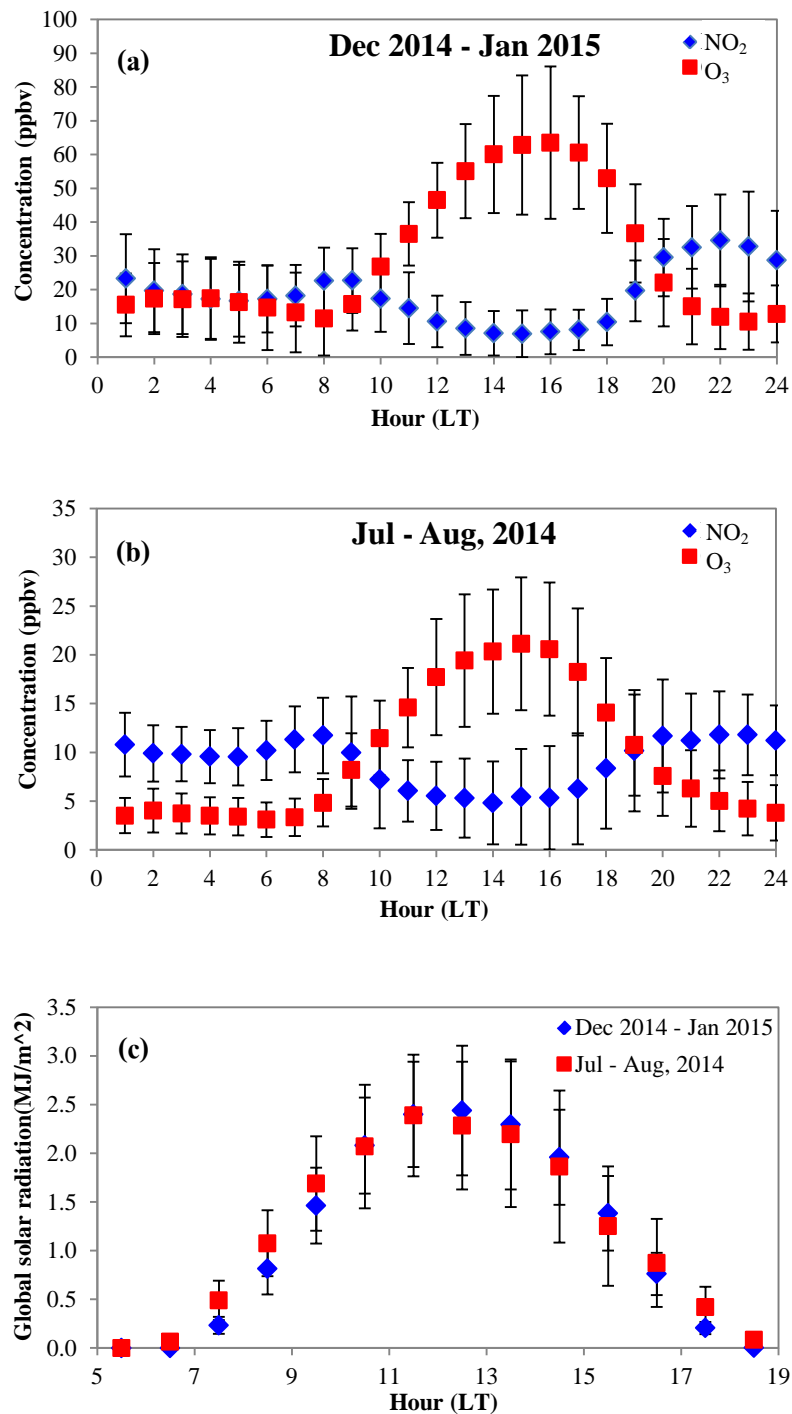 (a)
Dec 2014 - Jan 2015
NO₂
O₃
Concentration (ppbv)
100
90
80
70
60
50
40
30
20
10
0
0 2 4 6 8 10 12 14 16 18 20 22 24
Hour (LT)
(b)
Jul - Aug, 2014
NO₂
O₃
Concentration (ppbv)
35
30
25
20
15
10
5
0
0 2 4 6 8 10 12 14 16 18 20 22 24
Hour (LT)
(c)
Dec 2014 - Jan 2015
Jul - Aug, 2014
Global solar radiation(MJ/m^2)
3.5
3.0
2.5
2.0
1.5
1.0
0.5
0.0
5 7 9 11 13 15 17 19
Hour (LT)